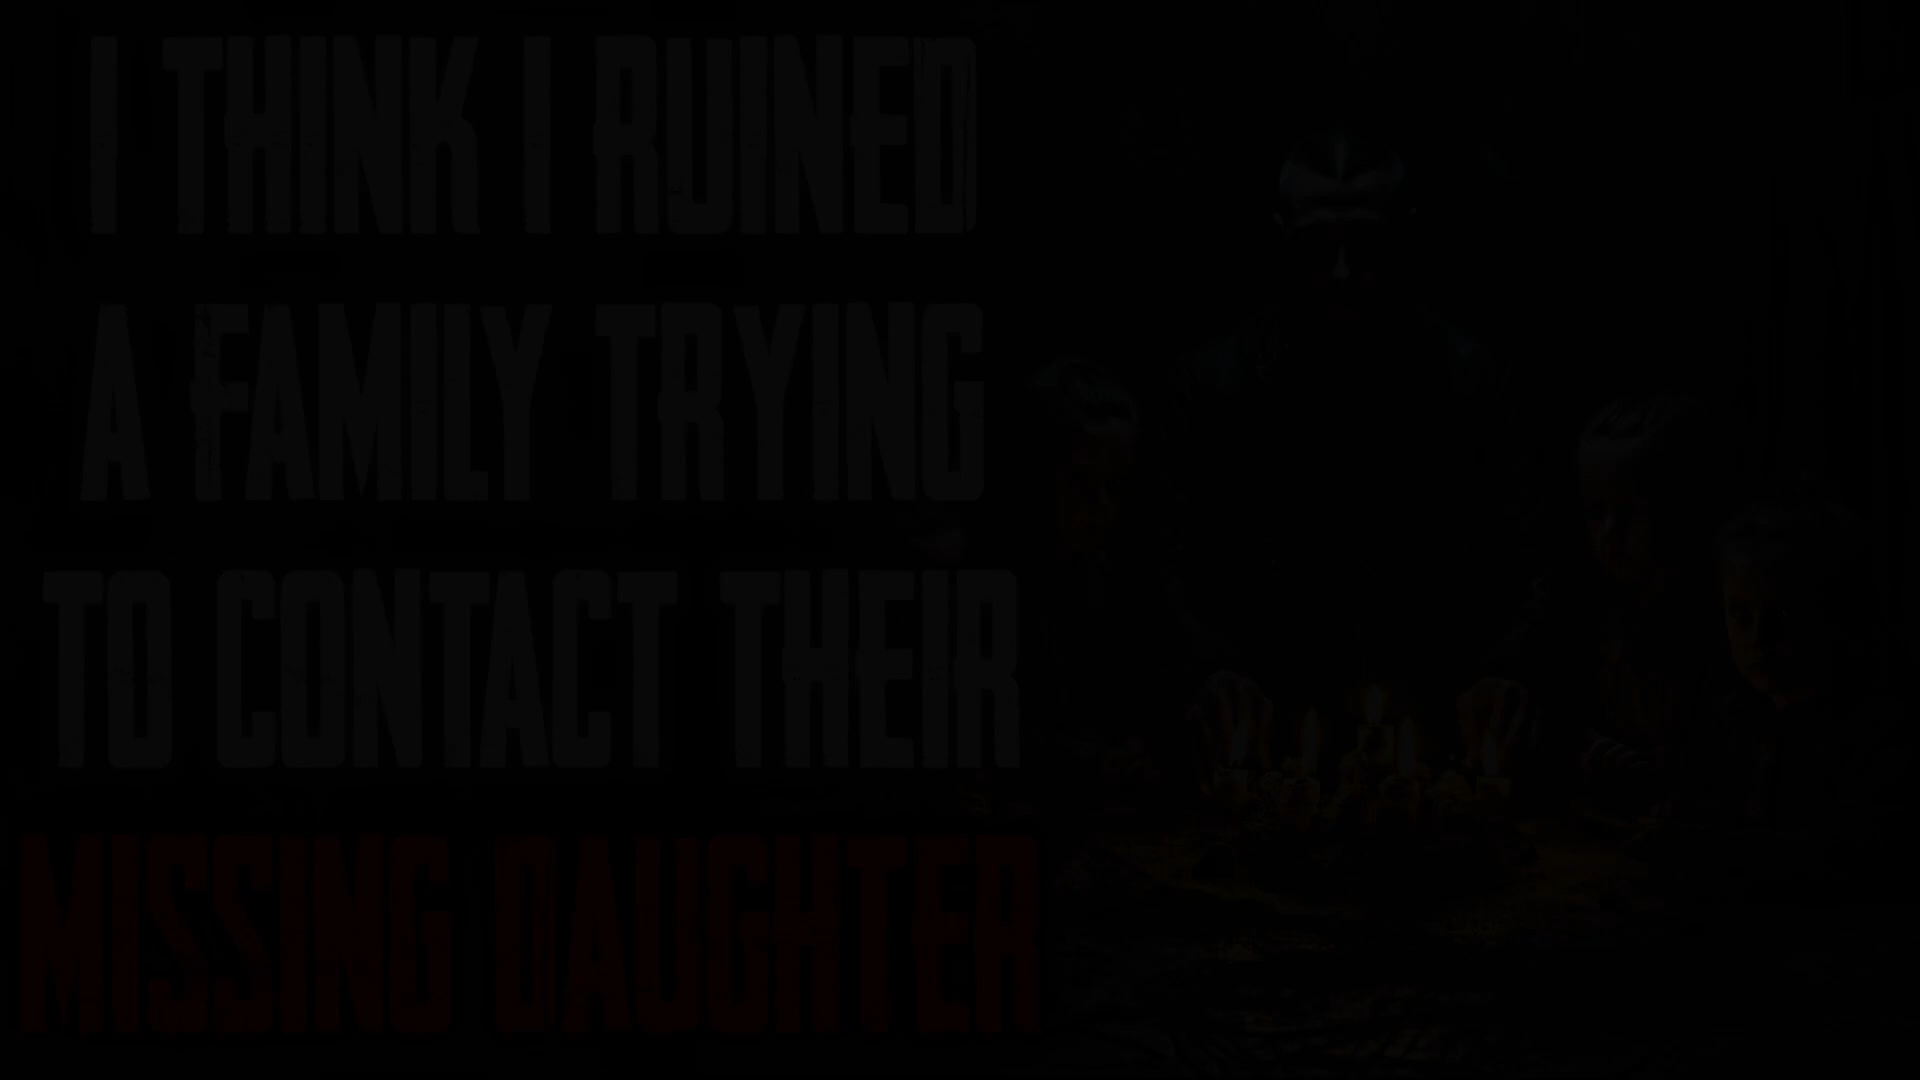 I THINK I RUINED
A FAMILY TRYING
TO CONTACT THEIR
MISSING DAUGHTER